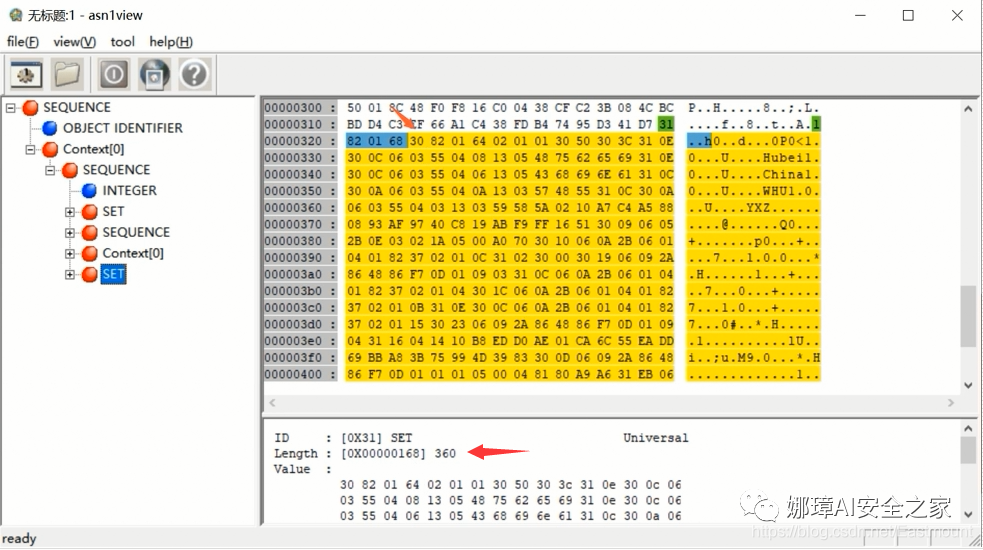 无标题:1 - asn1view
file(F) view(V) tool help(H)
SEQUENCE
OBJECT IDENTIFIER
Context[0]
SEQUENCE
INTEGER
SET
SEQUENCE
Context[0]
SET
00000300 : 50 01 8C 48 F0 F8 16 C0 04 38 CF C2 3B 08 4C BC P..H.....8..;.L.
00000310 : BD D4 C3 2F 66 A1 C4 38 FD B4 74 95 D3 41 D7 31 ....f..8..t..A.1
00000320 : 82 01 68 30 82 01 64 02 01 01 30 50 30 3C 31 0E ..h0..d...0P0<1.
00000330 : 30 0C 06 03 55 04 08 13 05 48 75 62 65 69 31 0E 0...U....Hubei1.
00000340 : 30 0C 06 03 55 04 06 13 05 43 68 69 6E 61 31 0C 0...U....China1.
00000350 : 30 0A 06 03 55 04 0A 13 03 57 48 55 31 0C 30 0A 0...U....WHU1.0.
00000360 : 06 03 55 04 03 13 03 59 58 5A 02 10 A7 C4 A5 88 ..U....YXZ......
00000370 : 08 93 AF 97 40 C8 19 AB F9 FF 16 51 30 09 06 05 ....@......Q0...
00000380 : 2B 0E 03 02 1A 05 00 A0 70 30 10 06 0A 2B 06 01 +.......p0...+..
00000390 : 04 01 82 37 02 01 0C 31 02 30 00 30 19 06 09 2A ...7...1.0.0...*
000003a0 : 86 48 86 F7 0D 01 09 03 31 0C 06 0A 2B 06 01 04 .H......1...+...
000003b0 : 01 82 37 02 01 04 30 1C 06 0A 2B 06 01 04 01 82 ..7...0...+.....
000003c0 : 37 02 01 0B 31 0E 30 0C 06 0A 2B 06 01 04 01 82 7...1.0...+.....
000003d0 : 37 02 01 15 30 23 06 09 2A 86 48 86 F7 0D 01 09 7...0#..*.H.....
000003e0 : 04 31 16 04 14 10 B8 ED D0 AE 01 CA 6C 55 EA DD .1..........lU..
000003f0 : 69 BB A8 3B 75 99 4D 39 83 30 0D 06 09 2A 86 48 i..;u.M9.0...*.H
00000400 : 86 F7 0D 01 01 01 05 00 04 81 80 A9 A6 31 EB 06 .............1..
ID : [0X31] SET Universal
Length : [0X00000168] 360
Value :
30 82 01 64 02 01 01 30 50 30 3c 31 0e 30 0c 06
03 55 04 08 13 05 48 75 62 65 69 31 0e 30 0c 06
03 55 04 06 13 05 43 68 69 6e 61 31 0c 30 0a 06
娜璋AI安全之家
https://blog.csdn.net/Eastmount
ready